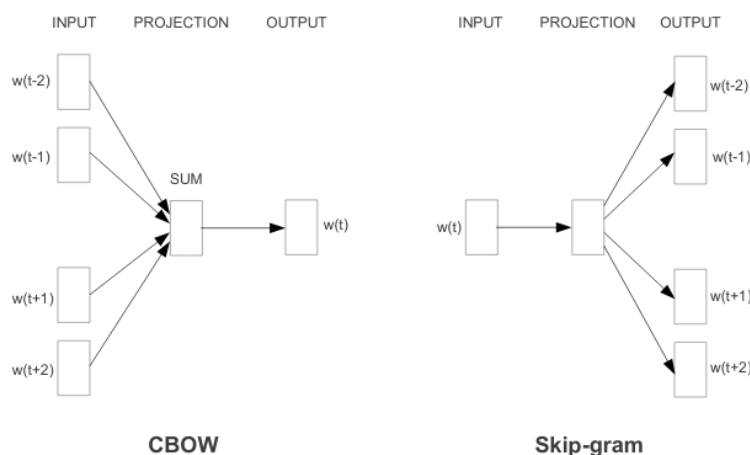 INPUT PROJECTION OUTPUT
w(t-2)
w(t-1)
SUM
w(t)
w(t+1)
w(t+2)
CBOW
INPUT PROJECTION OUTPUT
w(t)
w(t-2)
w(t-1)
w(t+1)
w(t+2)
Skip-gram